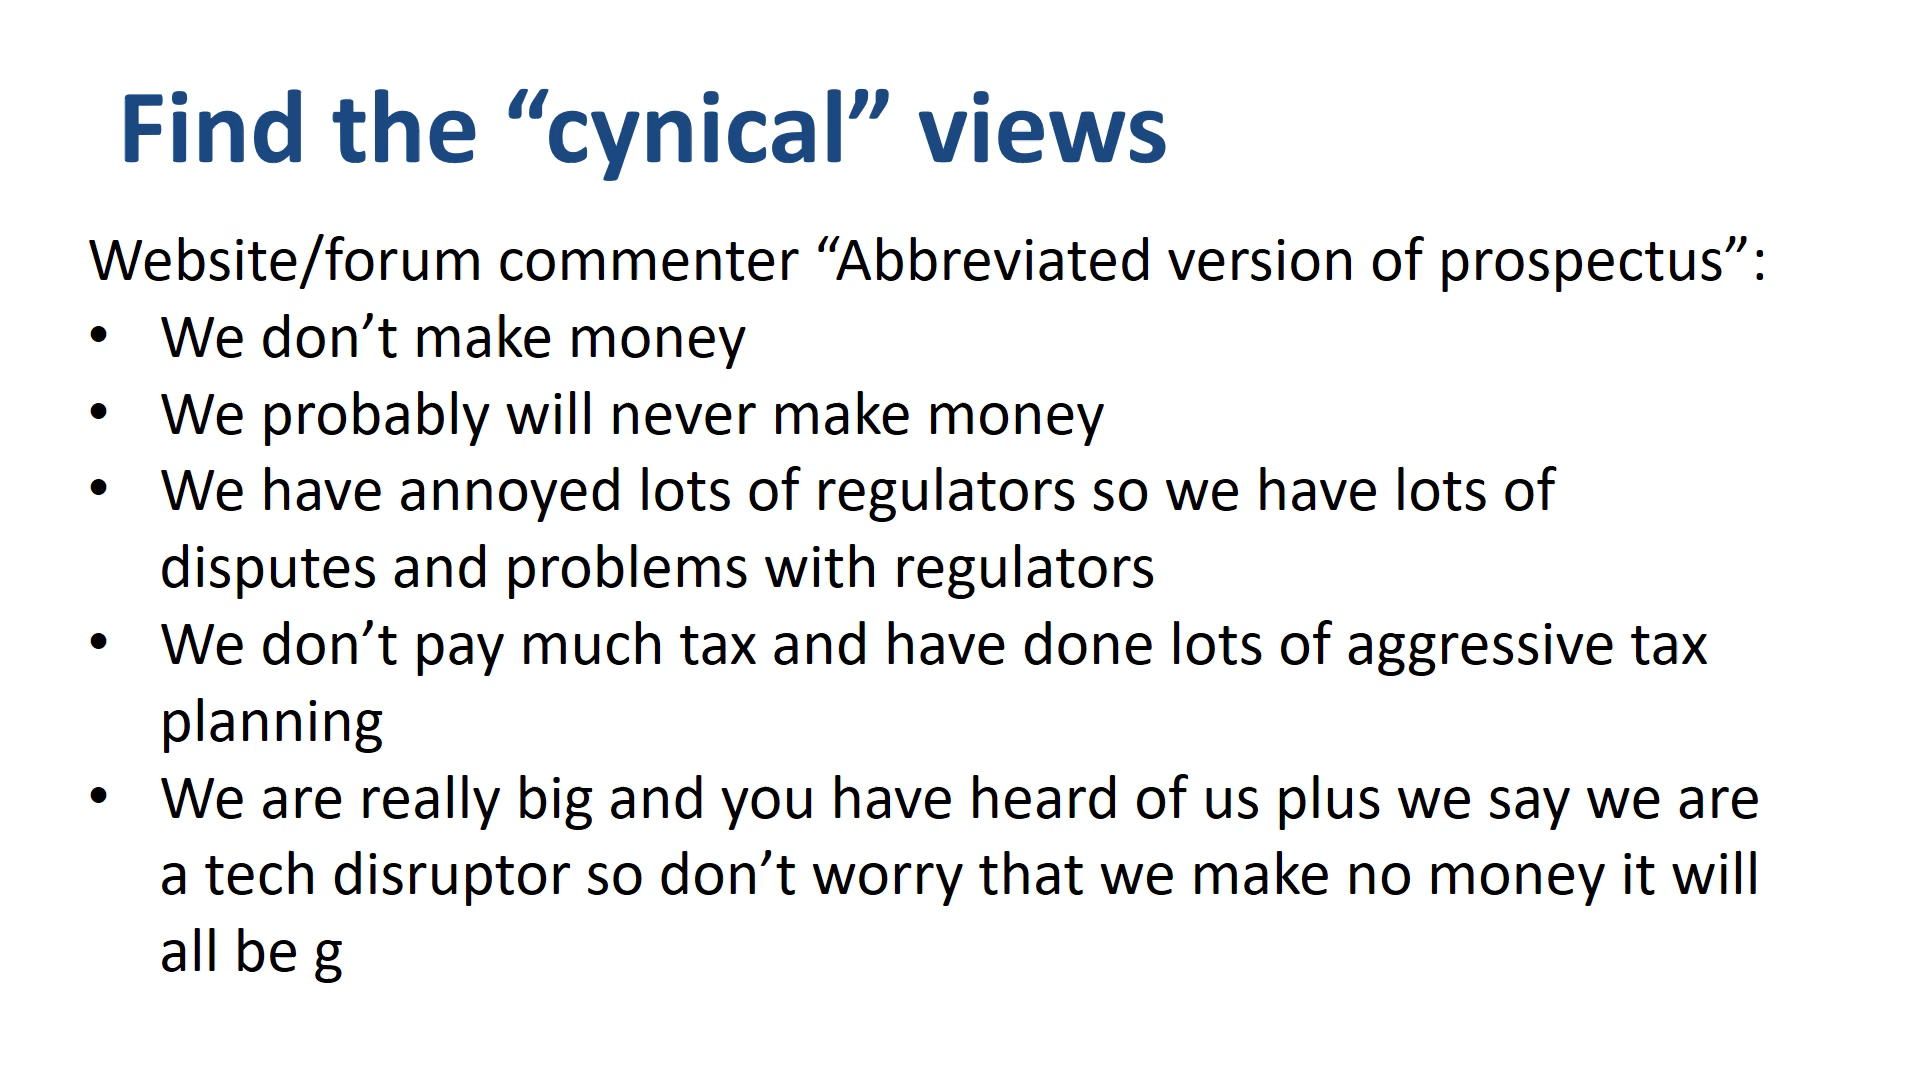 Find the “cynical” views
Website/forum commenter “Abbreviated version of prospectus”:
• We don’t make money
• We probably will never make money
• We have annoyed lots of regulators so we have lots of
disputes and problems with regulators
• We don’t pay much tax and have done lots of aggressive tax
planning
• We are really big and you have heard of us plus we say we are
a tech disruptor so don’t worry that we make no money it will
all be g